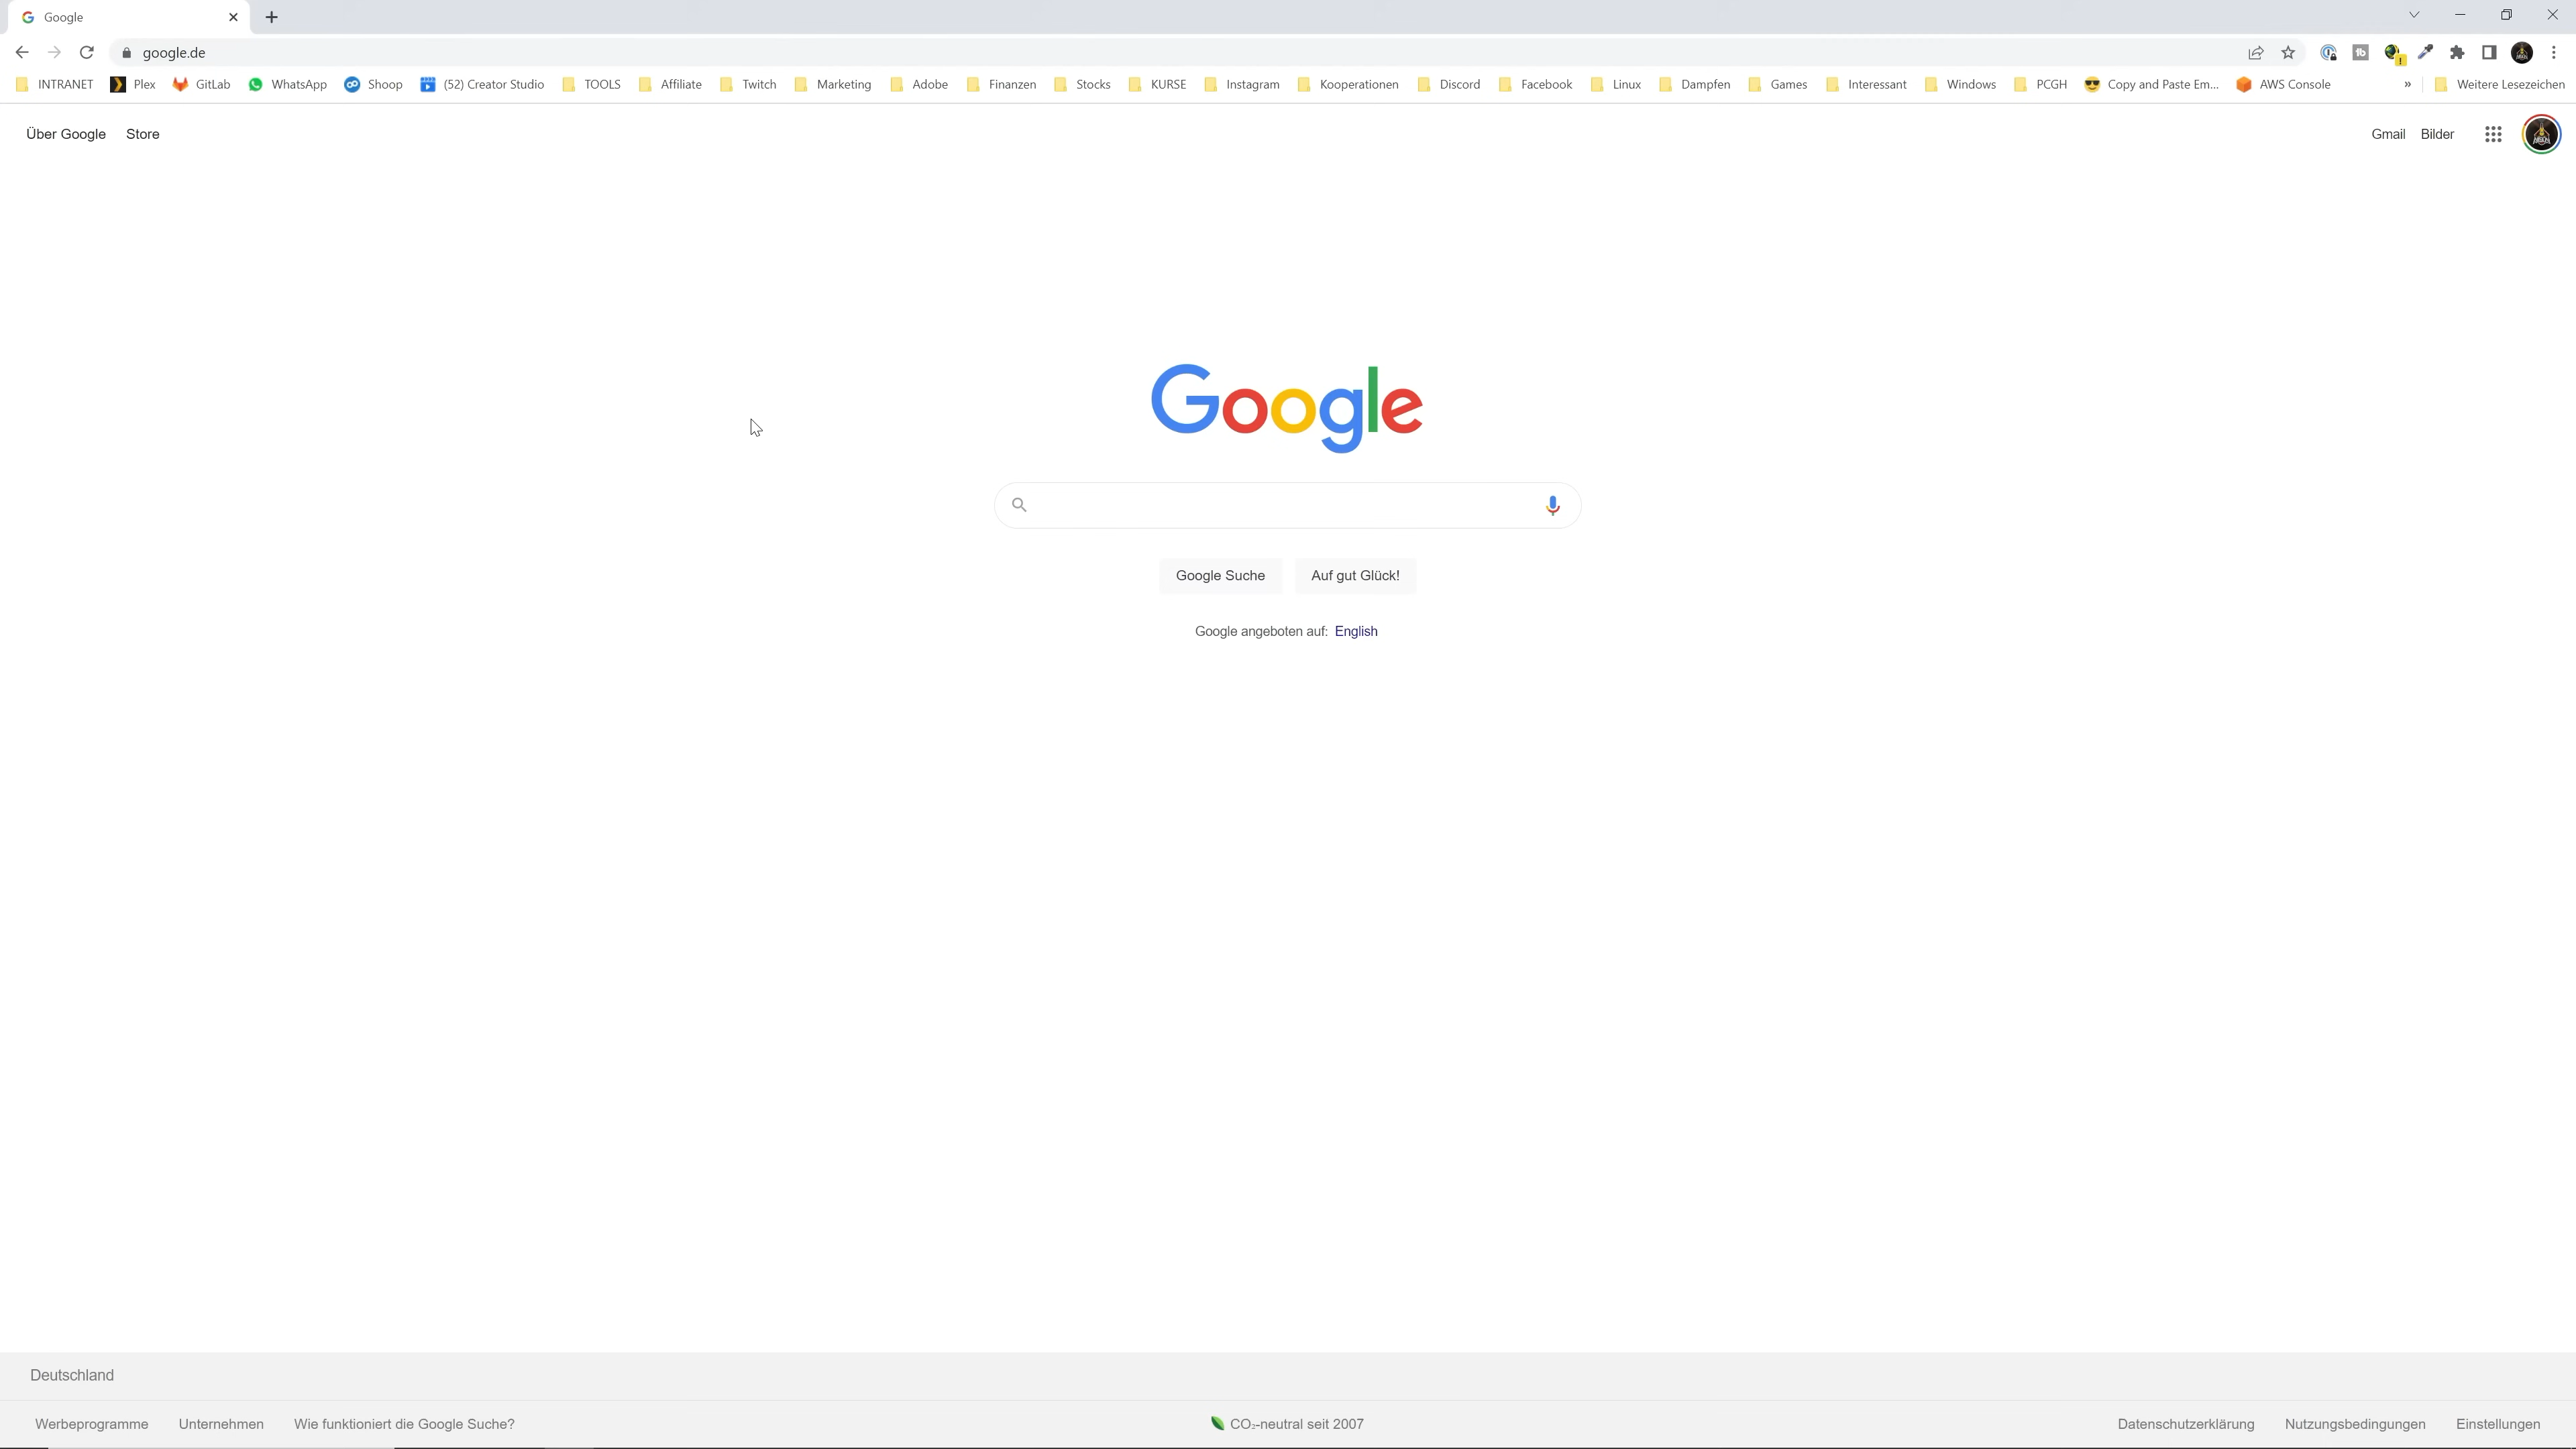 Google
google.de
INTRANET Plex GitLab WhatsApp Shoop (52) Creator Studio TOOLS Affiliate Twitch Marketing Adobe Finanzen Stocks KURSE Instagram Kooperationen Discord Facebook Linux Dampfen Games Interessant Windows PCGH Copy and Paste Em... AWS Console » Weitere Lesezeichen
Über Google Store Gmail Bilder
Google
Google Suche Auf gut Glück!
Google angeboten auf: English
Deutschland
Werbeprogramme Unternehmen Wie funktioniert die Google Suche? CO₂-neutral seit 2007 Datenschutzerklärung Nutzungsbedingungen Einstellungen